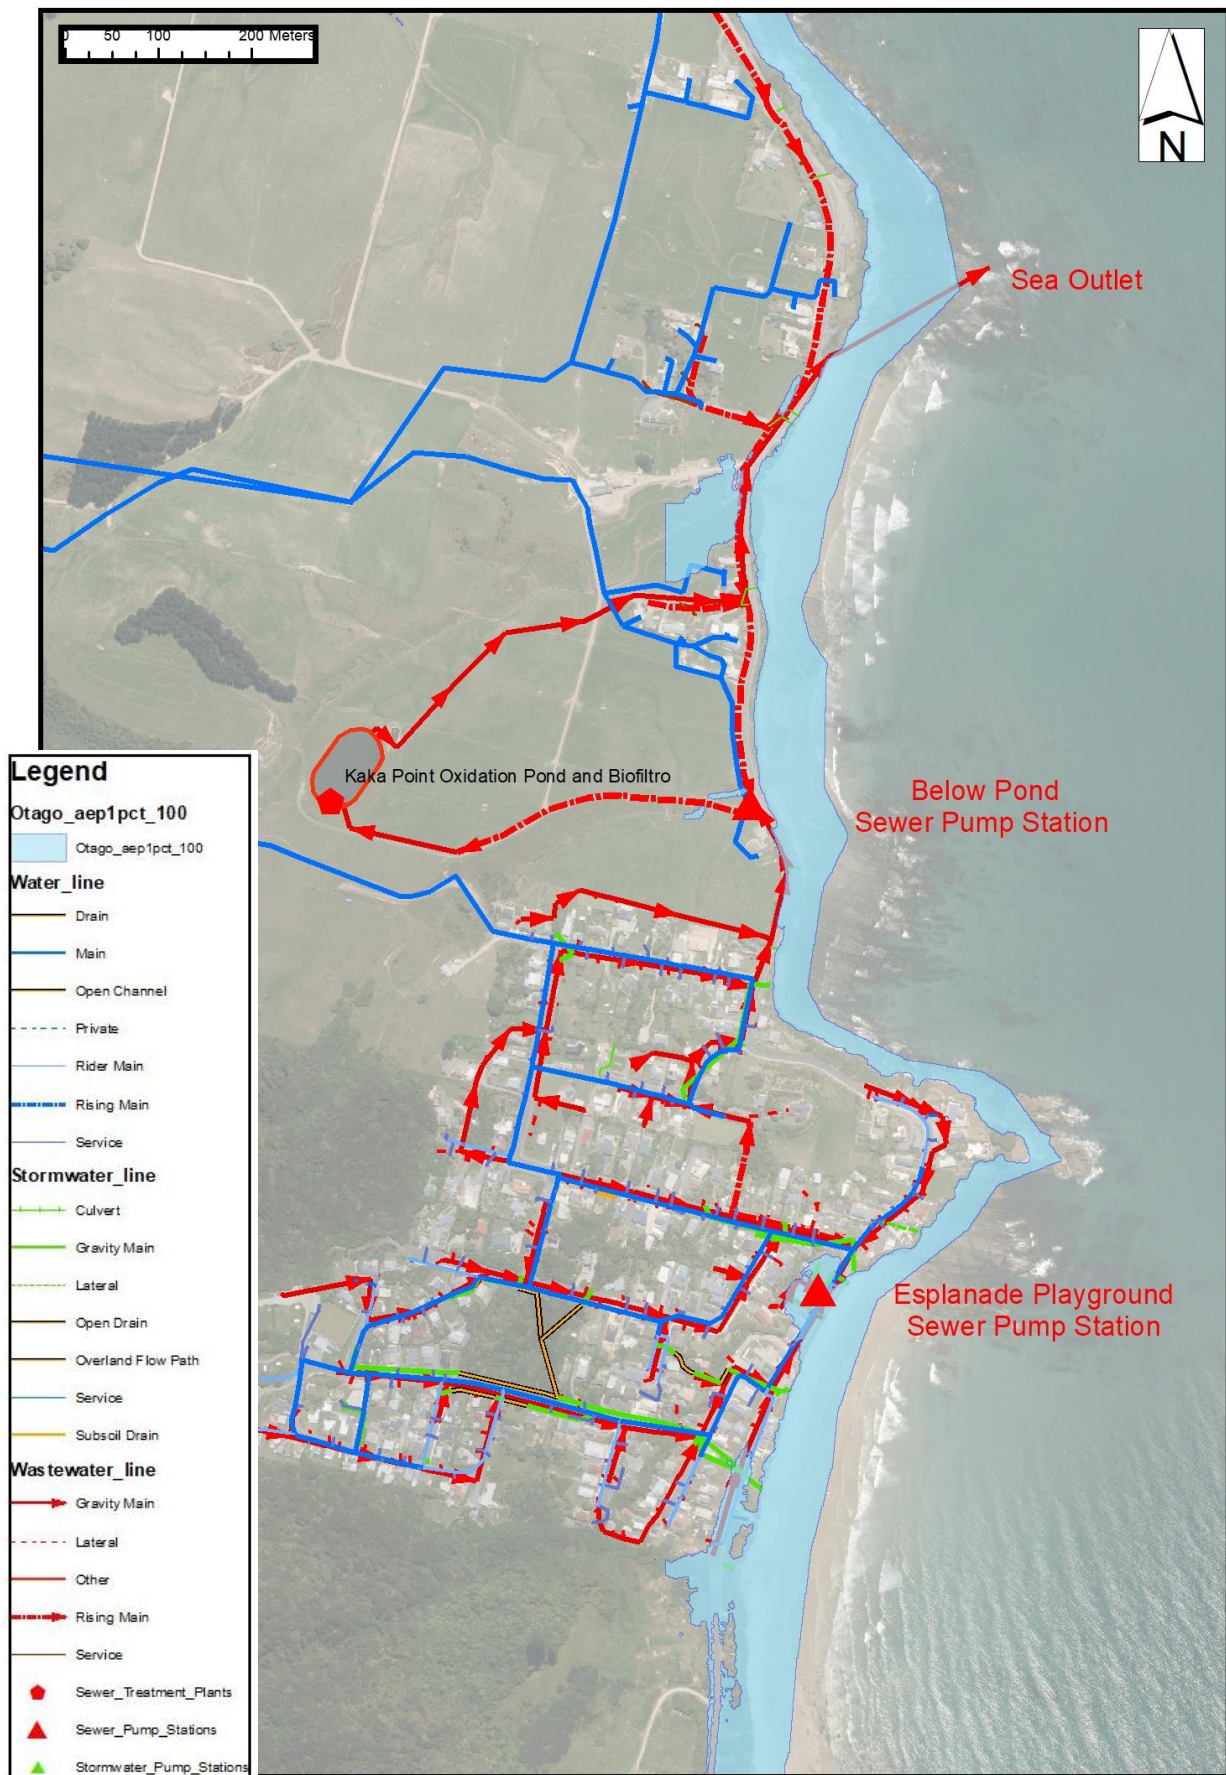 0 50 100 200 Meters
N
Sea Outlet
Kaka Point Oxidation Pond and Biofiltro
Below Pond
Sewer Pump Station
Esplanade Playground
Sewer Pump Station
Legend
Otago_aep1pct_100
Otago_aep1pct_100
Water_line
Drain
Main
Open Channel
Private
Rider Main
Rising Main
Service
Stormwater_line
Culvert
Gravity Main
Lateral
Open Drain
Overland Flow Path
Service
Subsoil Drain
Wastewater_line
Gravity Main
Lateral
Other
Rising Main
Service
Sewer_Treatment_Plants
Sewer_Pump_Stations
Stormwater_Pump_Stations